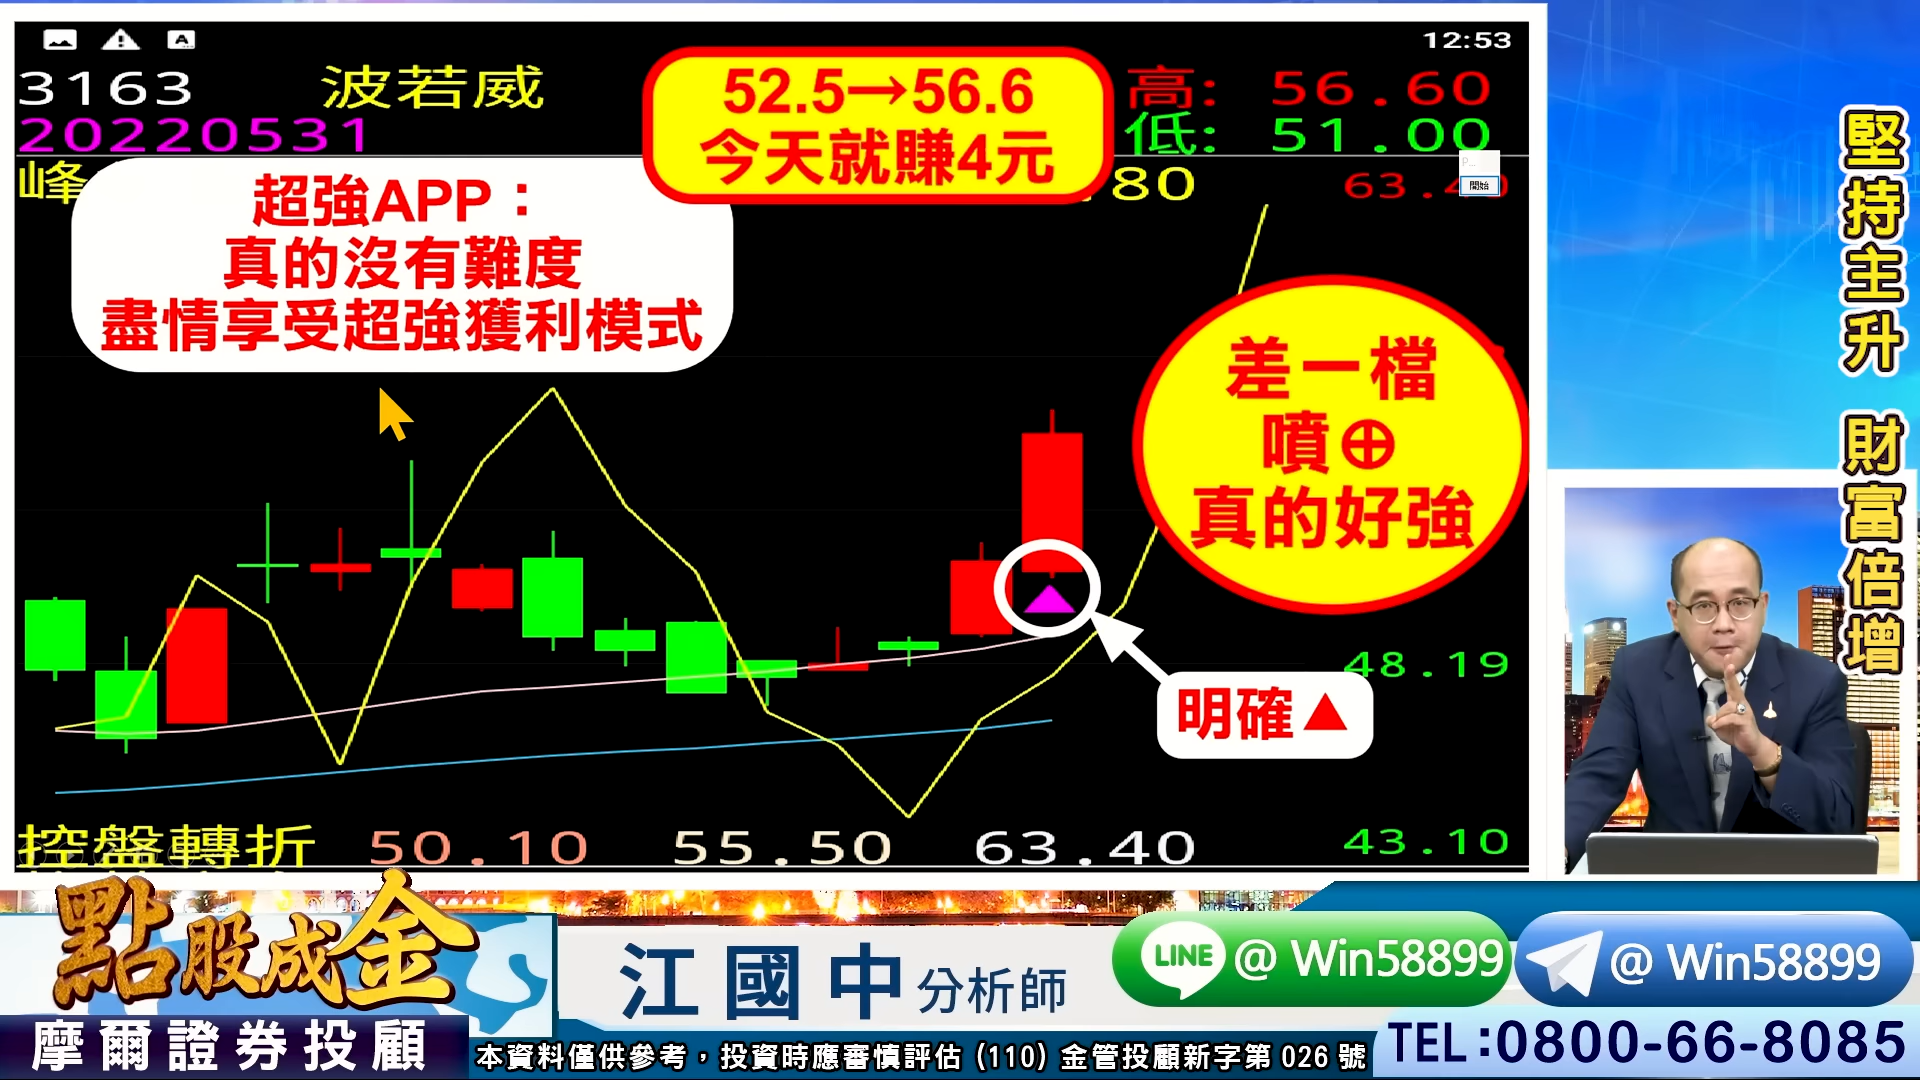 12:53
3163 波若威
20220531
高: 56.60
低: 51.00
52.5→56.6
今天就賺4元
峰
80
63.4
開始
超強APP：
真的沒有難度
盡情享受超強獲利模式
差一檔
噴⊕
真的好強
明確▲
48.19
43.10
控盤轉折 50.10 55.50 63.40
堅持主升 財富倍增
點股成金
摩爾證券投顧
江國中 分析師
LINE @ Win58899
@ Win58899
TEL:0800-66-8085
本資料僅供參考，投資時應審慎評估 (110) 金管投顧新字第 026 號